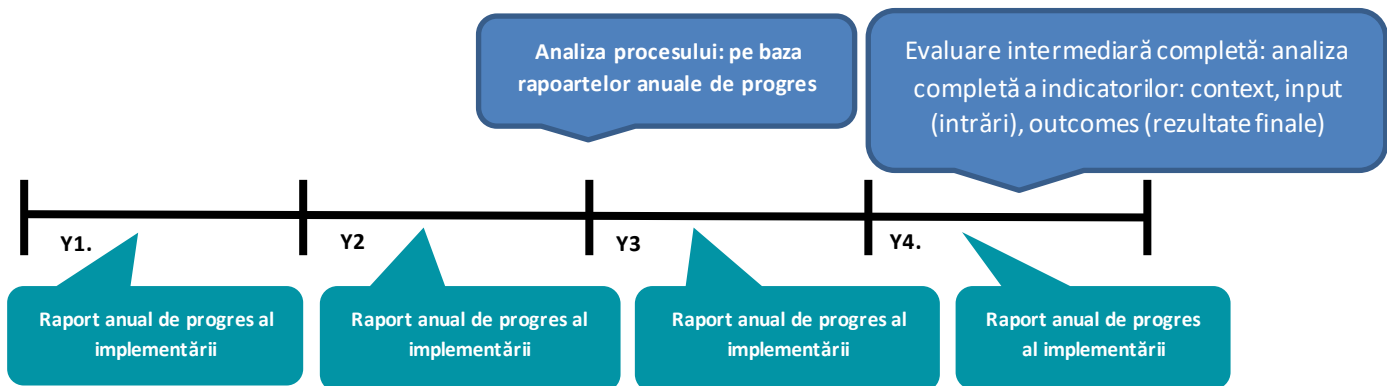 Analiza procesului: pe baza
rapoartelor anuale de progres
Evaluare intermediară completă: analiza
completă a indicatorilor: context, input
(intrări), outcomes (rezultate finale)
Y1.
Y2
Y3
Y4.
Raport anual de progres al
implementării
Raport anual de progres al
implementării
Raport anual de progres al
implementării
Raport anual de progres
al implementării